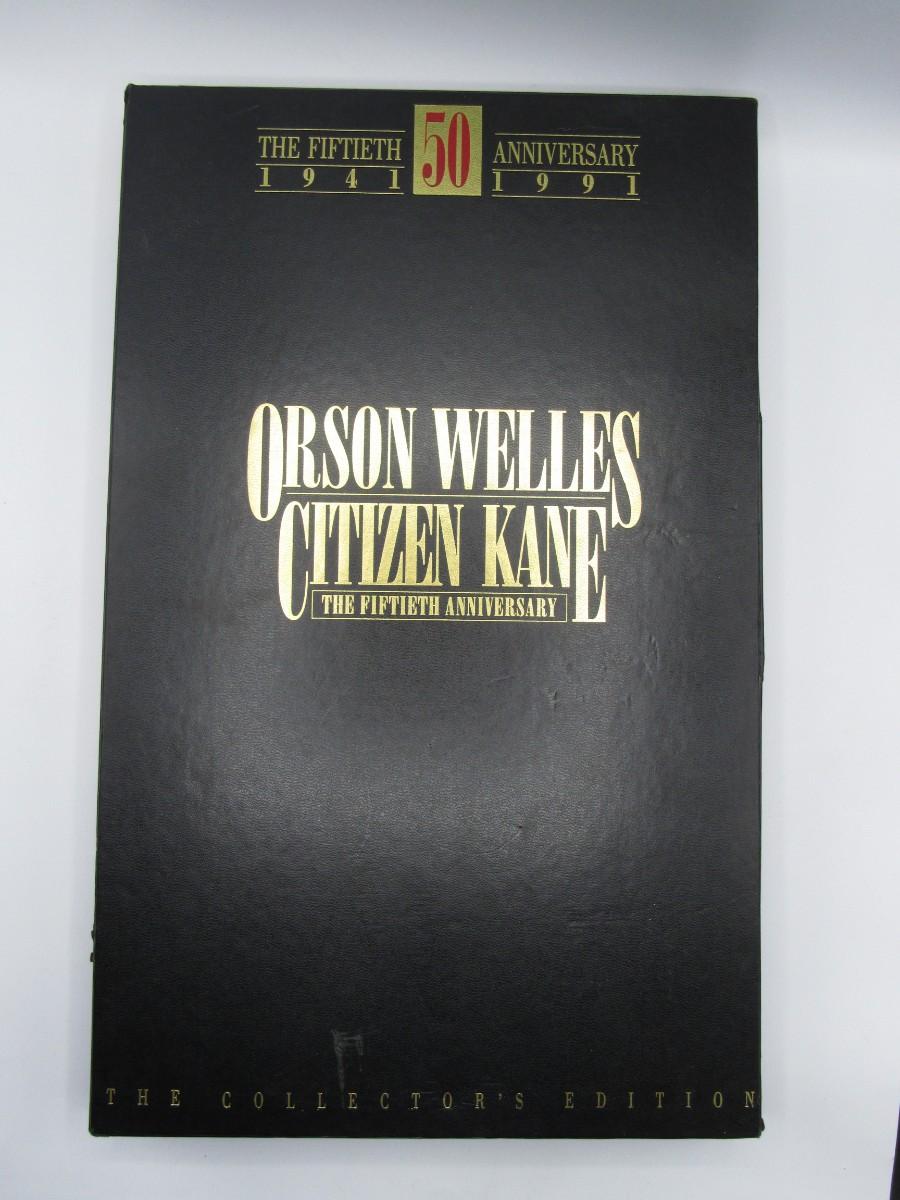 THE FIFTIETH 50 ANNIVERSARY
1941 1991
ORSON WELLES
CITIZEN KANE
THE FIFTIETH ANNIVERSARY
THE COLLECTOR'S EDITION